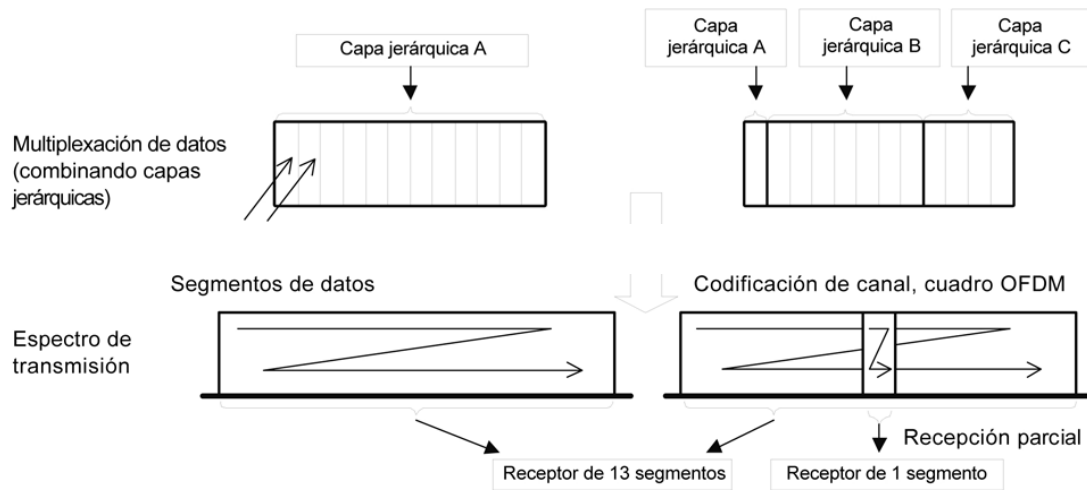 Capa jerárquica A
Capa
jerárquica A
Capa
jerárquica B
Capa
jerárquica C
Multiplexación de datos
(combinando capas
jerárquicas)
Segmentos de datos
Codificación de canal, cuadro OFDM
Espectro de
transmisión
Recepción parcial
Receptor de 13 segmentos
Receptor de 1 segmento